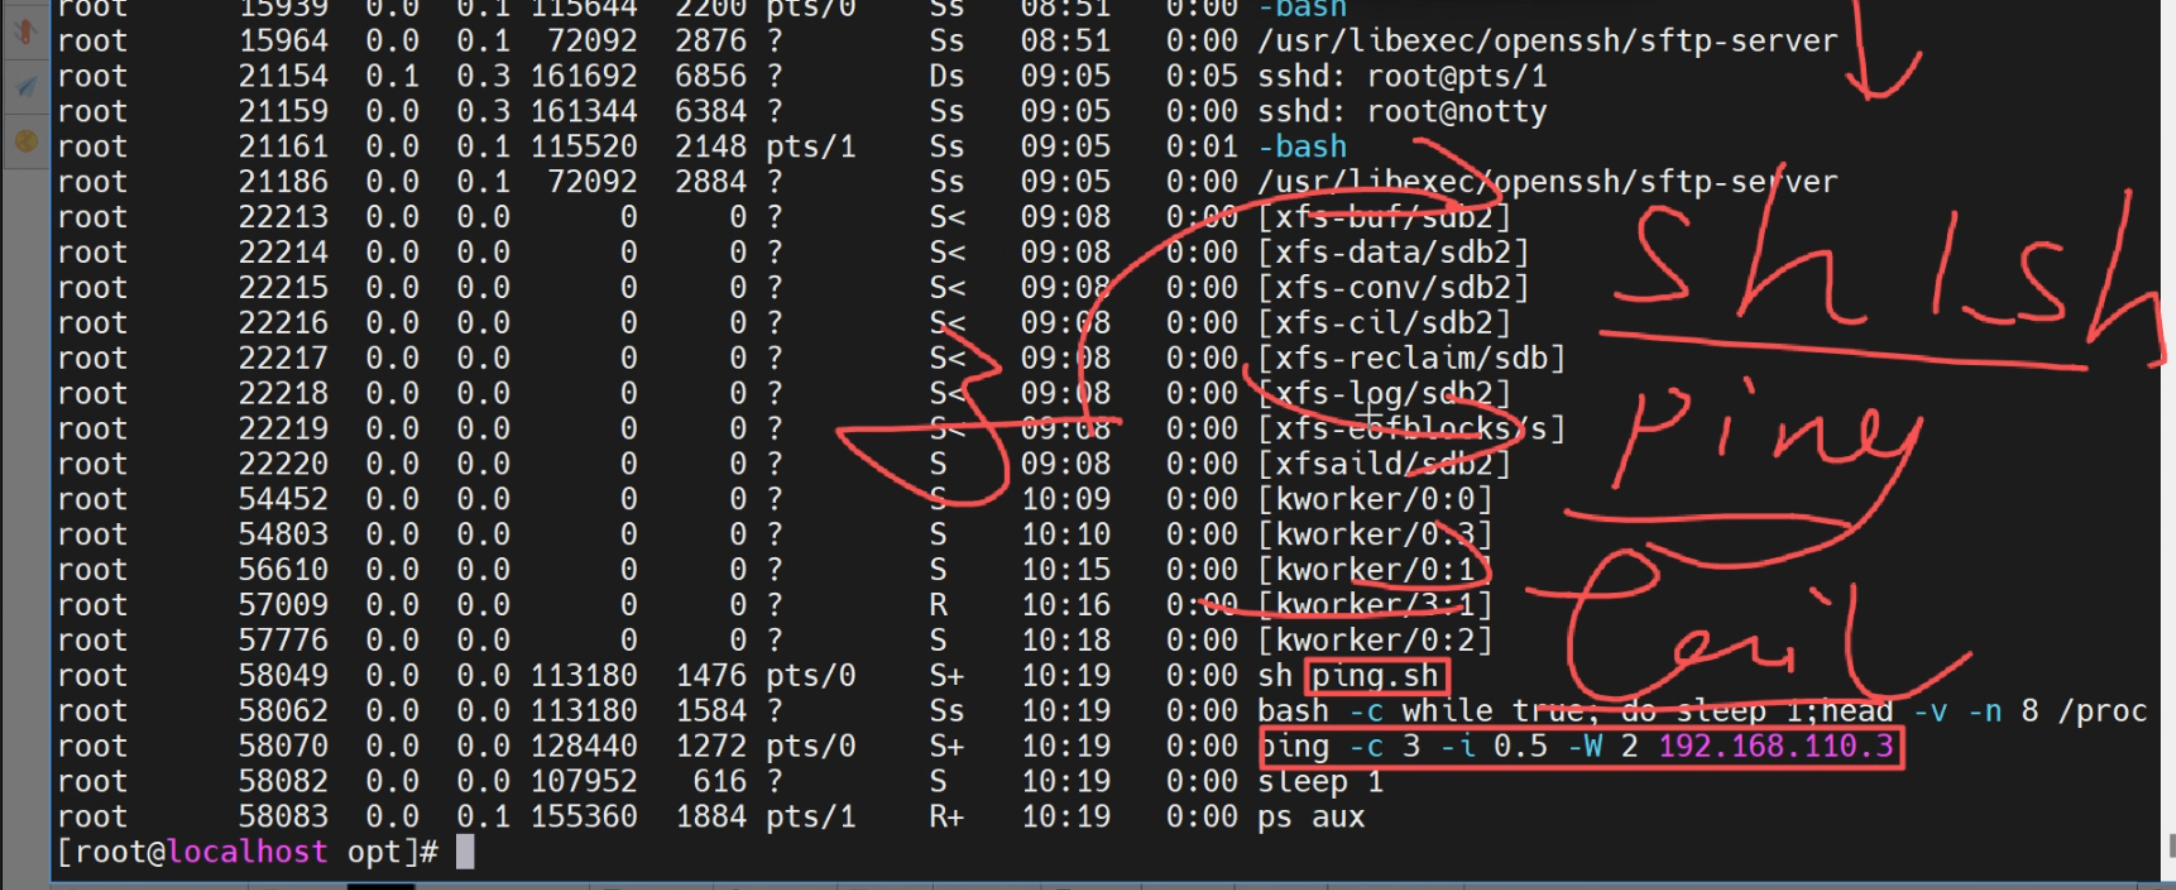 root 15939 0.0 0.1 115644 2200 pts/0 Ss 08:51 0:00 -bash
root 15964 0.0 0.1 72092 2876 ? Ss 08:51 0:00 /usr/libexec/openssh/sftp-server
root 21154 0.1 0.3 161692 6856 ? Ds 09:05 0:05 sshd: root@pts/1
root 21159 0.0 0.3 161344 6384 ? Ss 09:05 0:00 sshd: root@notty
root 21161 0.0 0.1 115520 2148 pts/1 Ss 09:05 0:01 -bash
root 21186 0.0 0.1 72092 2884 ? Ss 09:05 0:00 /usr/libexec/openssh/sftp-server
root 22213 0.0 0.0 0 0 ? S< 09:08 0:00 [xfs-buf/sdb2]
root 22214 0.0 0.0 0 0 ? S< 09:08 0:00 [xfs-data/sdb2]
root 22215 0.0 0.0 0 0 ? S< 09:08 0:00 [xfs-conv/sdb2]
root 22216 0.0 0.0 0 0 ? S< 09:08 0:00 [xfs-cil/sdb2]
root 22217 0.0 0.0 0 0 ? S< 09:08 0:00 [xfs-reclaim/sdb]
root 22218 0.0 0.0 0 0 ? S< 09:08 0:00 [xfs-log/sdb2]
root 22219 0.0 0.0 0 0 ? S< 09:08 0:00 [xfs-eofblocks/s]
root 22220 0.0 0.0 0 0 ? S 09:08 0:00 [xfsaild/sdb2]
root 54452 0.0 0.0 0 0 ? S 10:09 0:00 [kworker/0:0]
root 54803 0.0 0.0 0 0 ? S 10:10 0:00 [kworker/0:3]
root 56610 0.0 0.0 0 0 ? S 10:15 0:00 [kworker/0:1]
root 57009 0.0 0.0 0 0 ? R 10:16 0:00 [kworker/3:1]
root 57776 0.0 0.0 0 0 ? S 10:18 0:00 [kworker/0:2]
root 58049 0.0 0.0 113180 1476 pts/0 S+ 10:19 0:00 sh ping.sh
root 58062 0.0 0.0 113180 1584 ? Ss 10:19 0:00 bash -c while true; do sleep 1;head -v -n 8 /proc
root 58070 0.0 0.0 128440 1272 pts/0 S+ 10:19 0:00 ping -c 3 -i 0.5 -W 2 192.168.110.3
root 58082 0.0 0.0 107952 616 ? S 10:19 0:00 sleep 1
root 58083 0.0 0.1 155360 1884 pts/1 R+ 10:19 0:00 ps aux
[root@localhost opt]#
sh 1.sh
ping